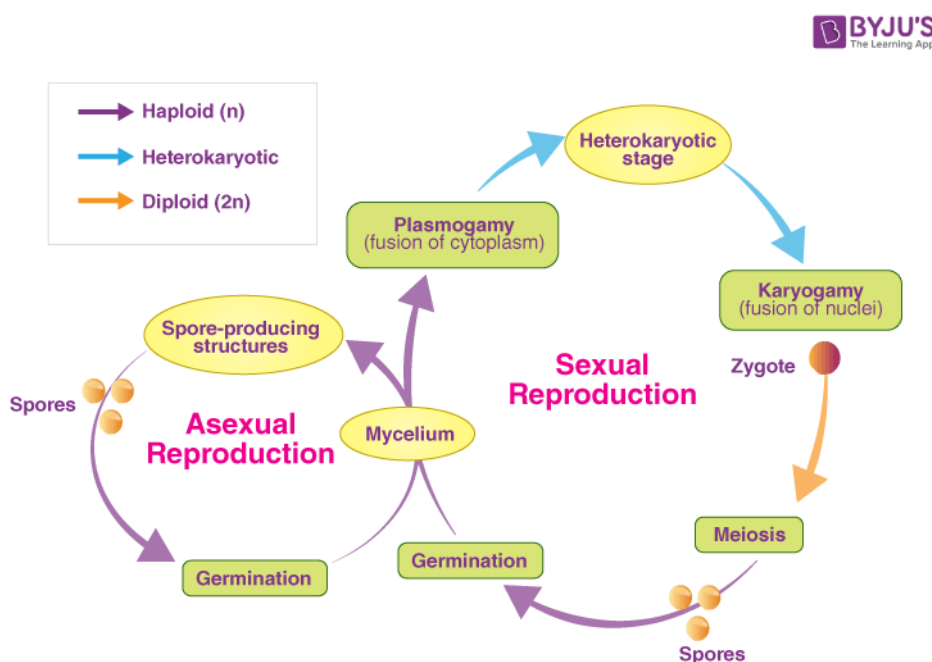 BYJU'S
The Learning App
Haploid (n)
Heterokaryotic
Diploid (2n)
Heterokaryotic
stage
Plasmogamy
(fusion of cytoplasm)
Karyogamy
(fusion of nuclei)
Spore-producing
structures
Zygote
Sexual
Reproduction
Spores
Asexual
Reproduction
Mycelium
Meiosis
Germination
Germination
Spores